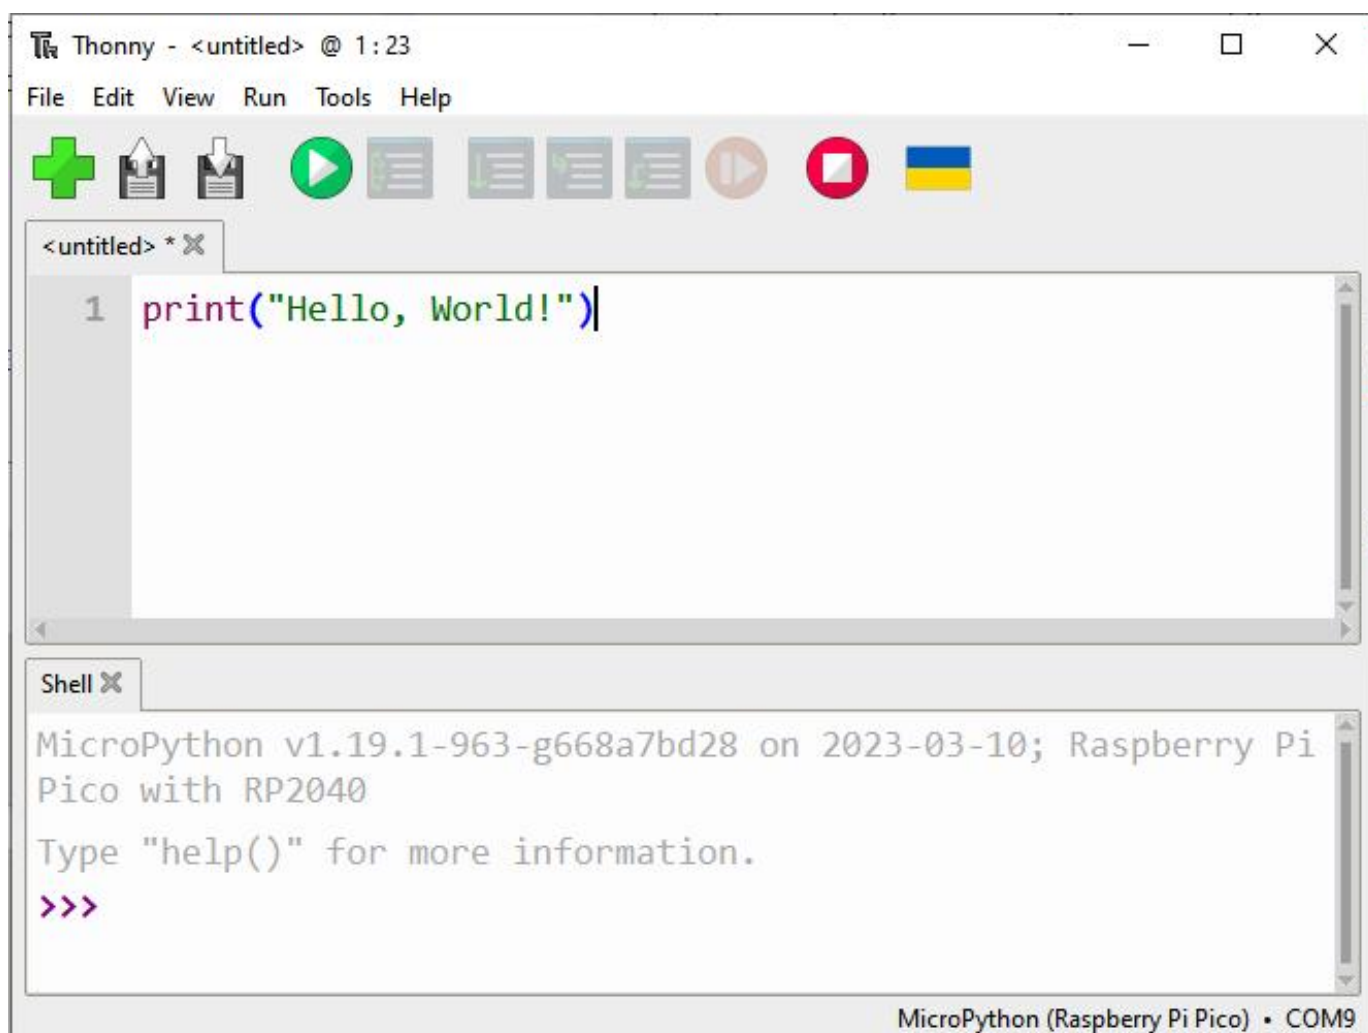 Thonny - <untitled> @ 1:23
File Edit View Run Tools Help
<untitled> *
1 print("Hello, World!")
Shell
MicroPython v1.19.1-963-g668a7bd28 on 2023-03-10; Raspberry Pi
Pico with RP2040
Type "help()" for more information.
>>>
MicroPython (Raspberry Pi Pico) • COM9